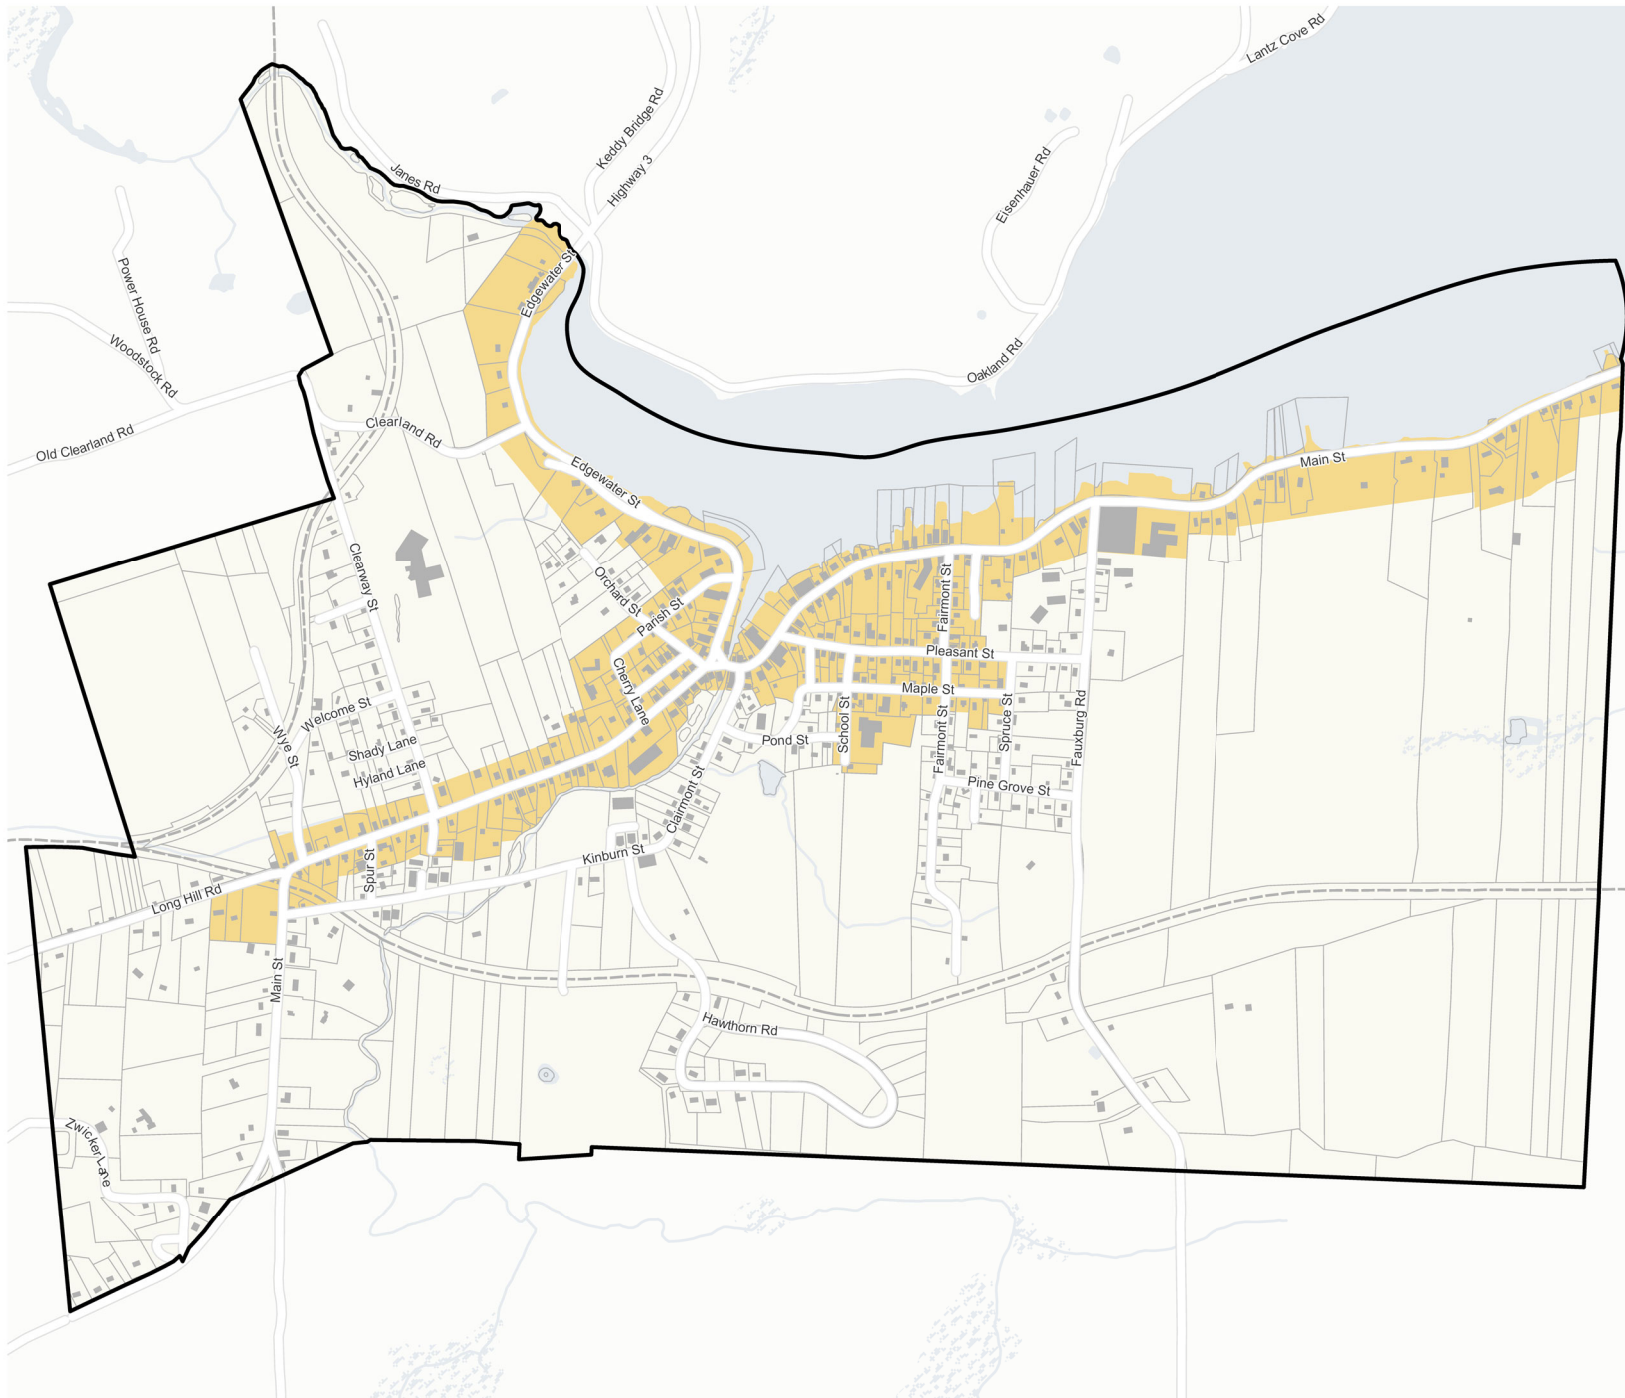 Lantz Cove Rd
Keddy Bridge Rd
Highway 3
Janes Rd
Eisenhauer Rd
Power House Rd
Edgewater St
Woodstock Rd
Oakland Rd
Old Clearland Rd
Clearland Rd
Edgewater St
Main St
Clearway St
Orchard St
Parish St
Fairmont St
Pleasant St
Cherry Lane
Maple St
Welcome St
Wye St
Shady Lane
Hyland Lane
Pond St
School St
Fairmont St
Spruce St
Fauxburg Rd
Pine Grove St
Clairmont St
Kinburn St
Spur St
Long Hill Rd
Main St
Hawthorn Rd
Zwicker Lane